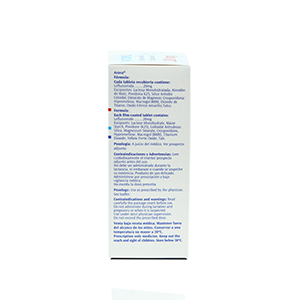 Arava®
Fórmula:
Cada tableta recubierta contiene:
Leflunomida ........20mg
Excipientes: Lactosa Monohidratada, Almidón
de Maíz, Povidona K25, Sílice Anhidro
Coloidal, Estearato de Magnesio, Crospovidona,
Hipromelosa, Macrogol 8000, Dióxido de
Titanio, Óxido Férrico Amarillo, Talco.
Formula:
Each film-coated tablet contains:
Leflunomide ........20mg
Excipients: Lactose Monohydrate, Maize
Starch, Povidone K25, Colloidal Anhydrous
Silica, Magnesium Stearate, Crospovidone,
Hypromellose, Macrogol 8000, Titanium
Dioxide, Yellow Ferric Oxide, Talc.
Posología: A juicio del médico. Ver prospecto
adjunto.
Contraindicaciones y Advertencias: Leer
cuidadosamente el inserto/prospecto
adjunto antes del uso.
No debe ser administrado durante la
lactancia, ni embarazo o cuando se sospeche
su existencia. Producto de uso delicado.
Adminístrese por prescripción y bajo
vigilancia médica.
No exceda la dosis prescrita.
Posology: Use as prescribed by the physician
See leaflet.
Contraindications and warnings: Read
carefully the package insert before use.
Do not administer during lactation and
pregnancy or when it is suspected
Use under physician supervision
Do not exceed the prescribed dose.
Venta bajo receta médica. Mantener fuera
del alcance de los niños. Conservar a una
temperatura no mayor a 30°C.
Prescription only medicine. Keep out the
reach and sight of children. Store below 30°C.